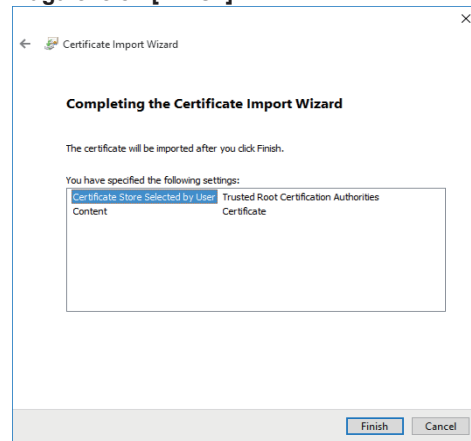 Certificate Import Wizard
Completing the Certificate Import Wizard
The certificate will be imported after you click Finish.
You have specified the following settings:
Certificate Store Selected by User Trusted Root Certification Authorities
Content Certificate
Finish Cancel